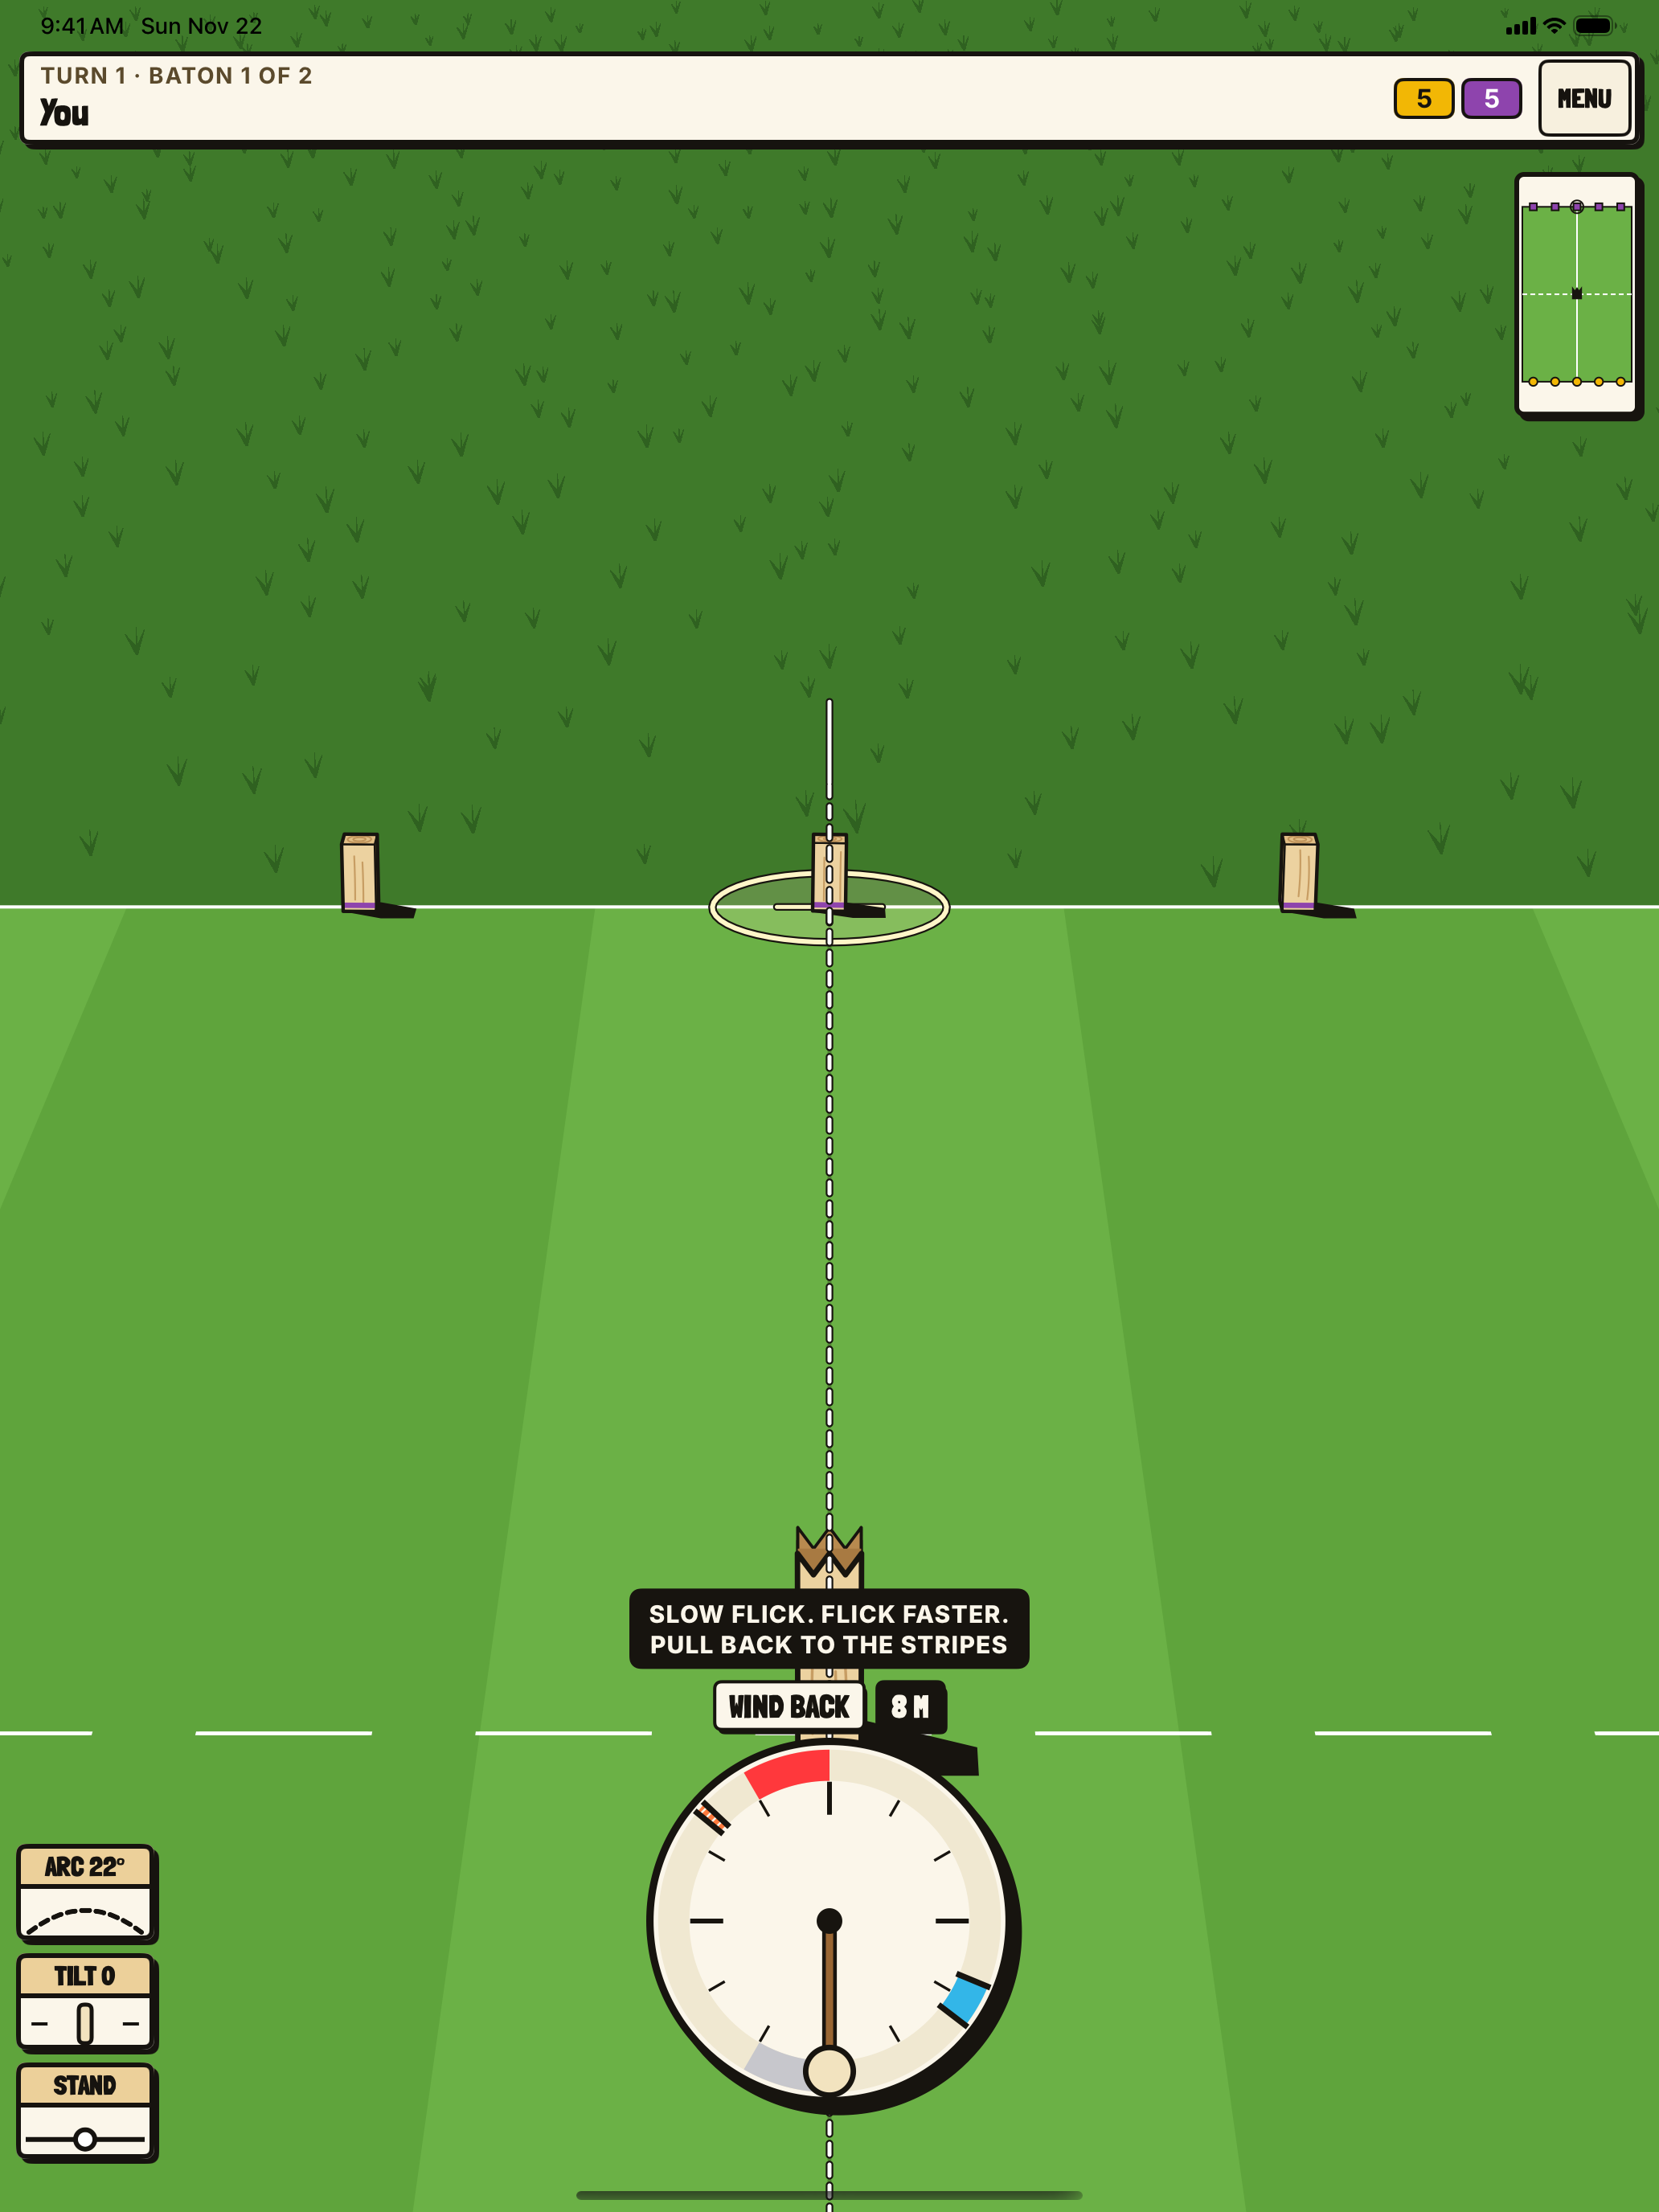 9:41 AM Sun Nov 22
TURN 1 · BATON 1 OF 2
You
5 5 MENU
SLOW FLICK. FLICK FASTER.
PULL BACK TO THE STRIPES
WIND BACK 8 M
ARC 22°
TILT 0
STAND